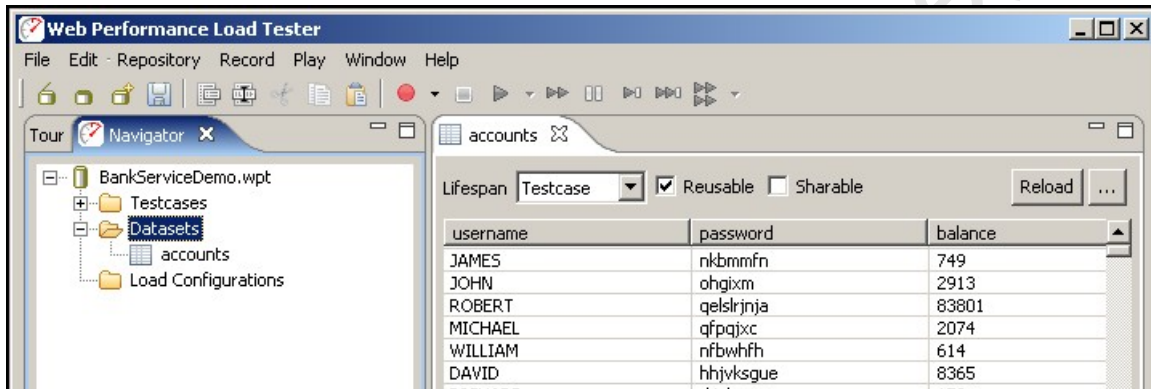 Web Performance Load Tester
File Edit Repository Record Play Window Help
Tour Navigator
accounts
BankServiceDemo.wpt
Testcases
Datasets
accounts
Load Configurations
Lifespan Testcase Reusable Sharable Reload ...
username password balance
JAMES nkbmmfn 749
JOHN ohgixm 2913
ROBERT qelslrjnja 83801
MICHAEL qfpqjxc 2074
WILLIAM nfbwhfh 614
DAVID hhjvksgue 8365